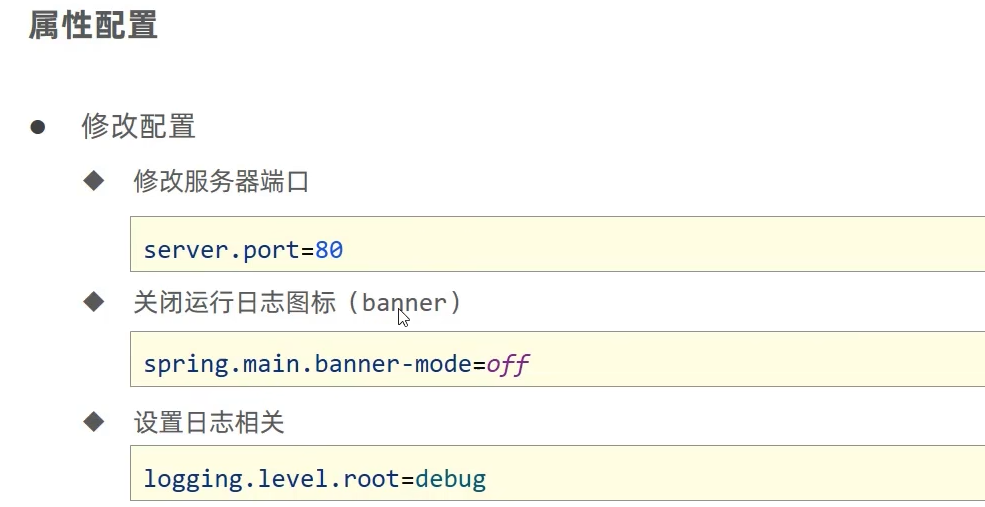 属性配置
● 修改配置
◆ 修改服务器端口
server.port=80
◆ 关闭运行日志图标（banner）
spring.main.banner-mode=off
◆ 设置日志相关
logging.level.root=debug